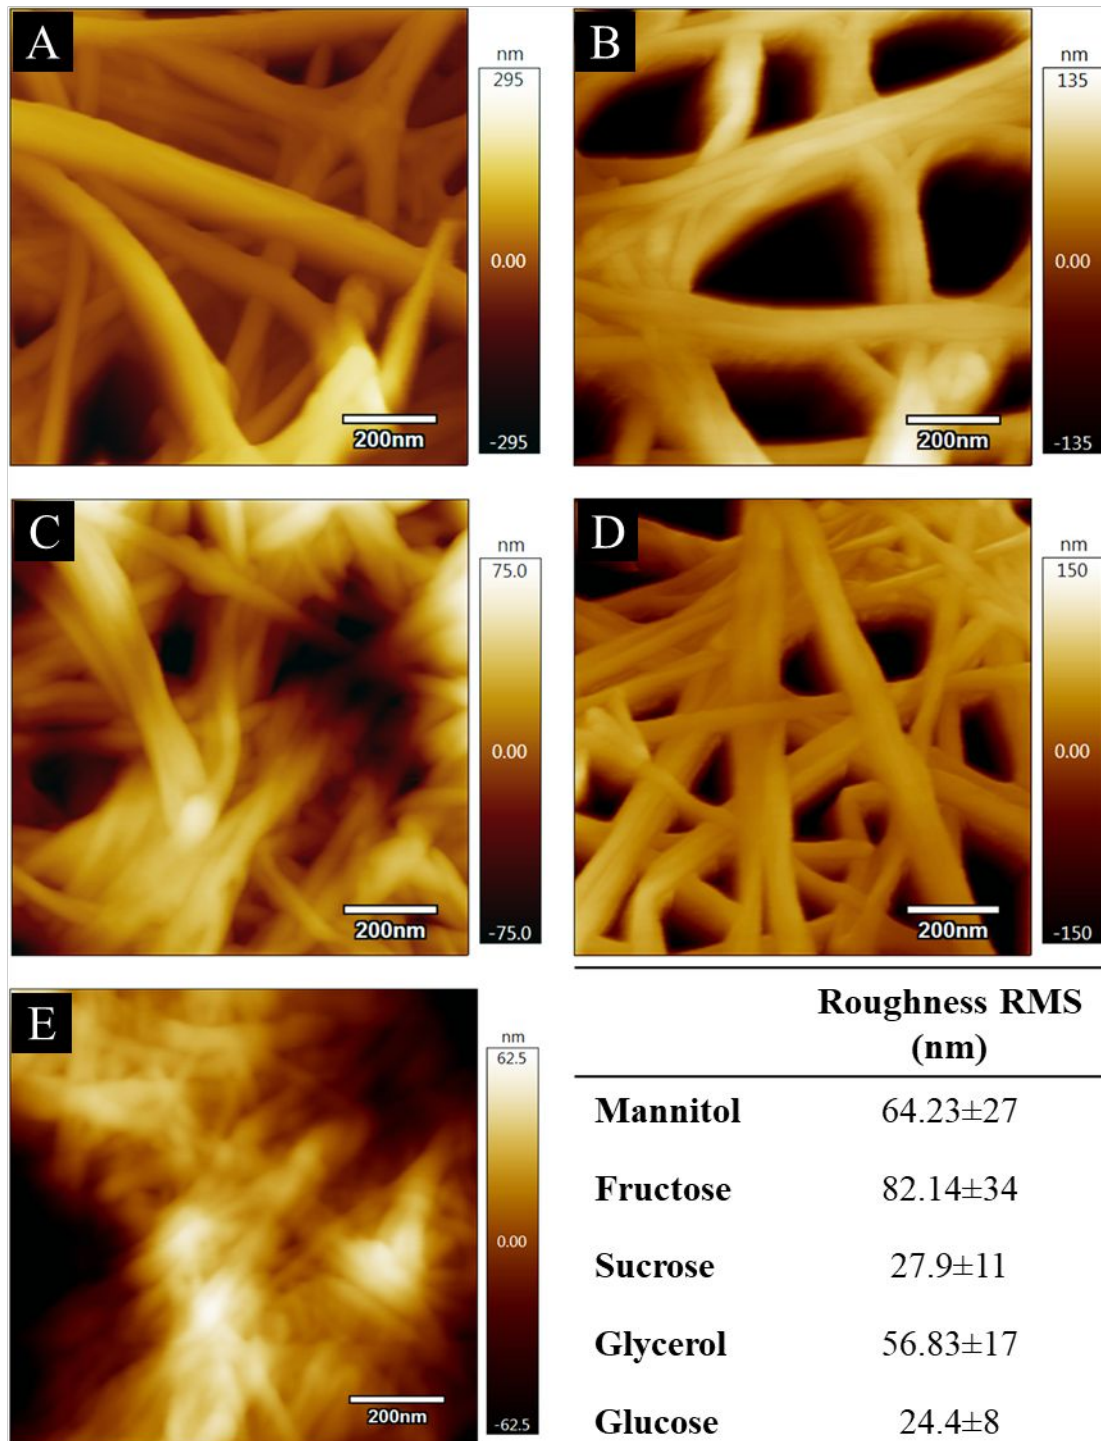 A
nm
295
0.00
-295
200nm
B
nm
135
0.00
-135
200nm
C
nm
75.0
0.00
-75.0
200nm
D
nm
150
0.00
-150
200nm
E
nm
62.5
0.00
-62.5
200nm
Roughness RMS
(nm)
Mannitol 64.23±27
Fructose 82.14±34
Sucrose 27.9±11
Glycerol 56.83±17
Glucose 24.4±8